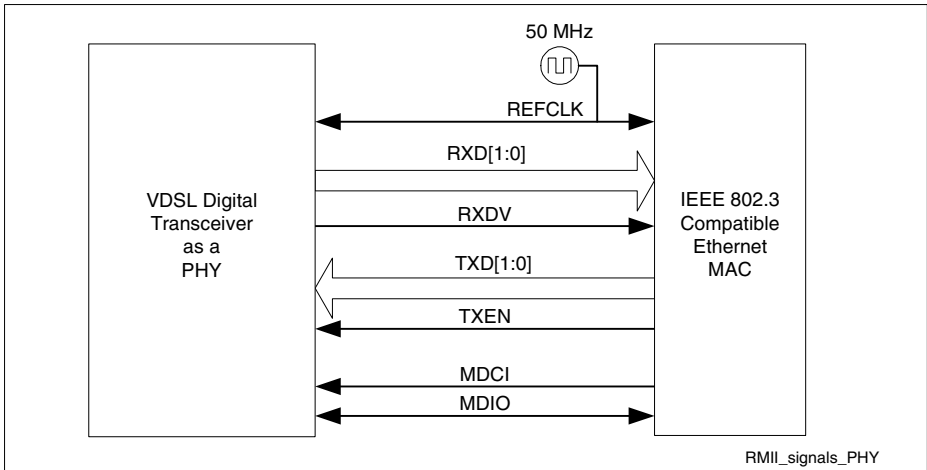 50 MHz
REFCLK
RXD[1:0]
VDSL Digital
Transceiver
as a
PHY
IEEE 802.3
Compatible
Ethernet
MAC
RXDV
TXD[1:0]
TXEN
MDCI
MDIO
RMII_signals_PHY